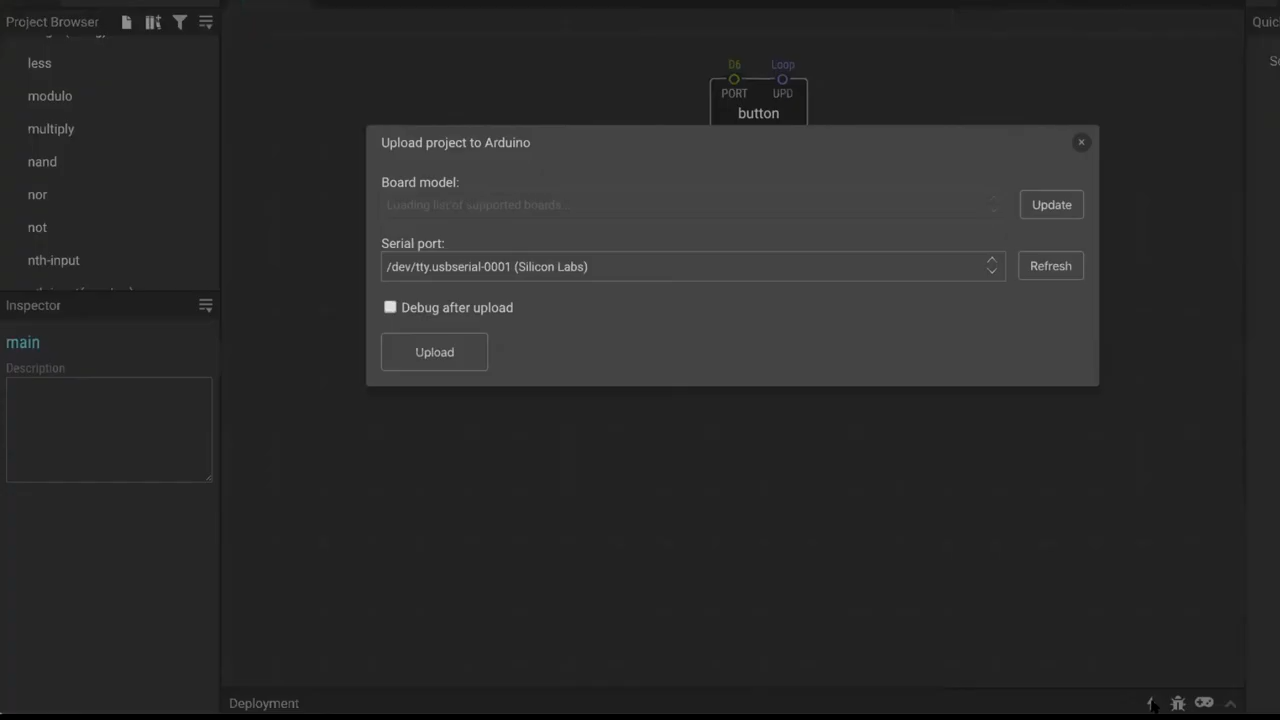 Project Browser
less
modulo
multiply
nand
nor
not
nth-input
Inspector
main
Description
D6 Loop
PORT UPD
button
Upload project to Arduino
Board model:
Loading list of supported boards...
Update
Serial port:
/dev/tty.usbserial-0001 (Silicon Labs)
Refresh
Debug after upload
Upload
Deployment
Quic